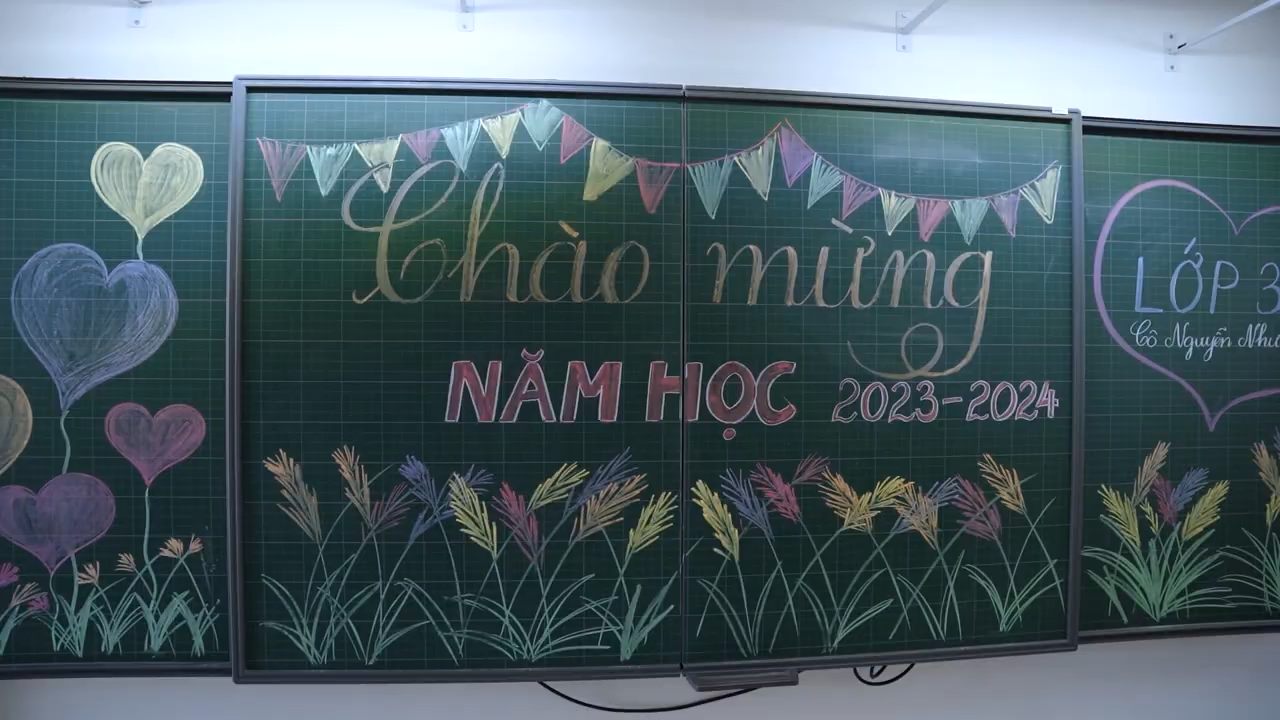 Chào mừng
NĂM HỌC 2023-2024
LỚP 3
Cô Nguyễn